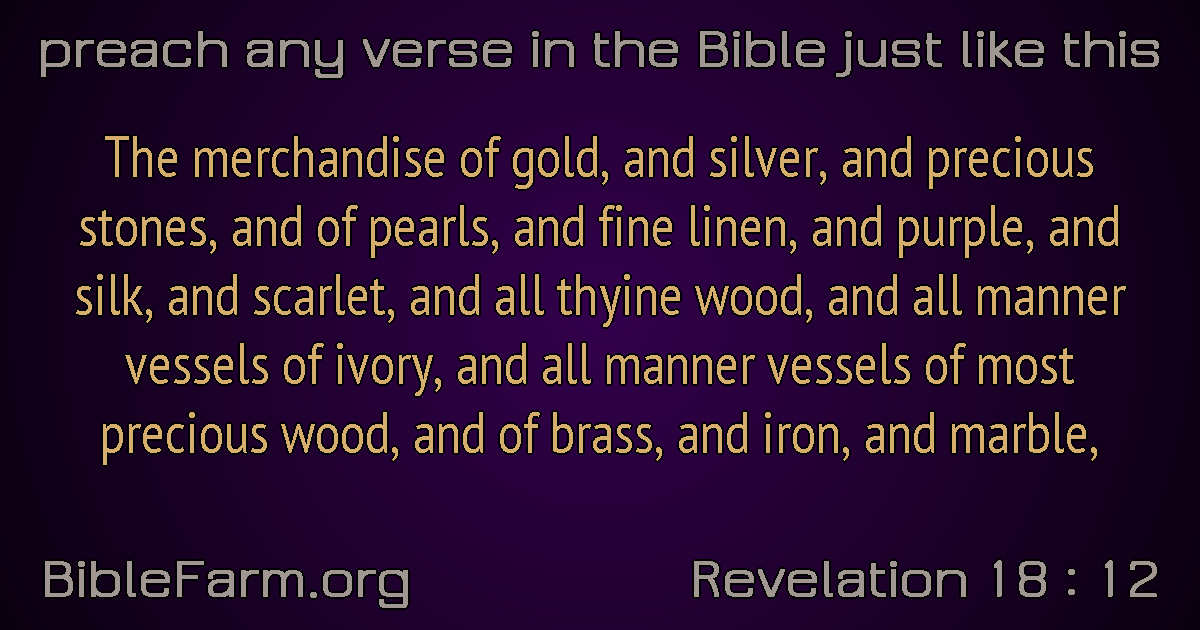 preach any verse in the Bible just like this
The merchandise of gold, and silver, and precious
stones, and of pearls, and fine linen, and purple, and
silk, and scarlet, and all thyine wood, and all manner
vessels of ivory, and all manner vessels of most
precious wood, and of brass, and iron, and marble,
BibleFarm.org
Revelation 18 : 12